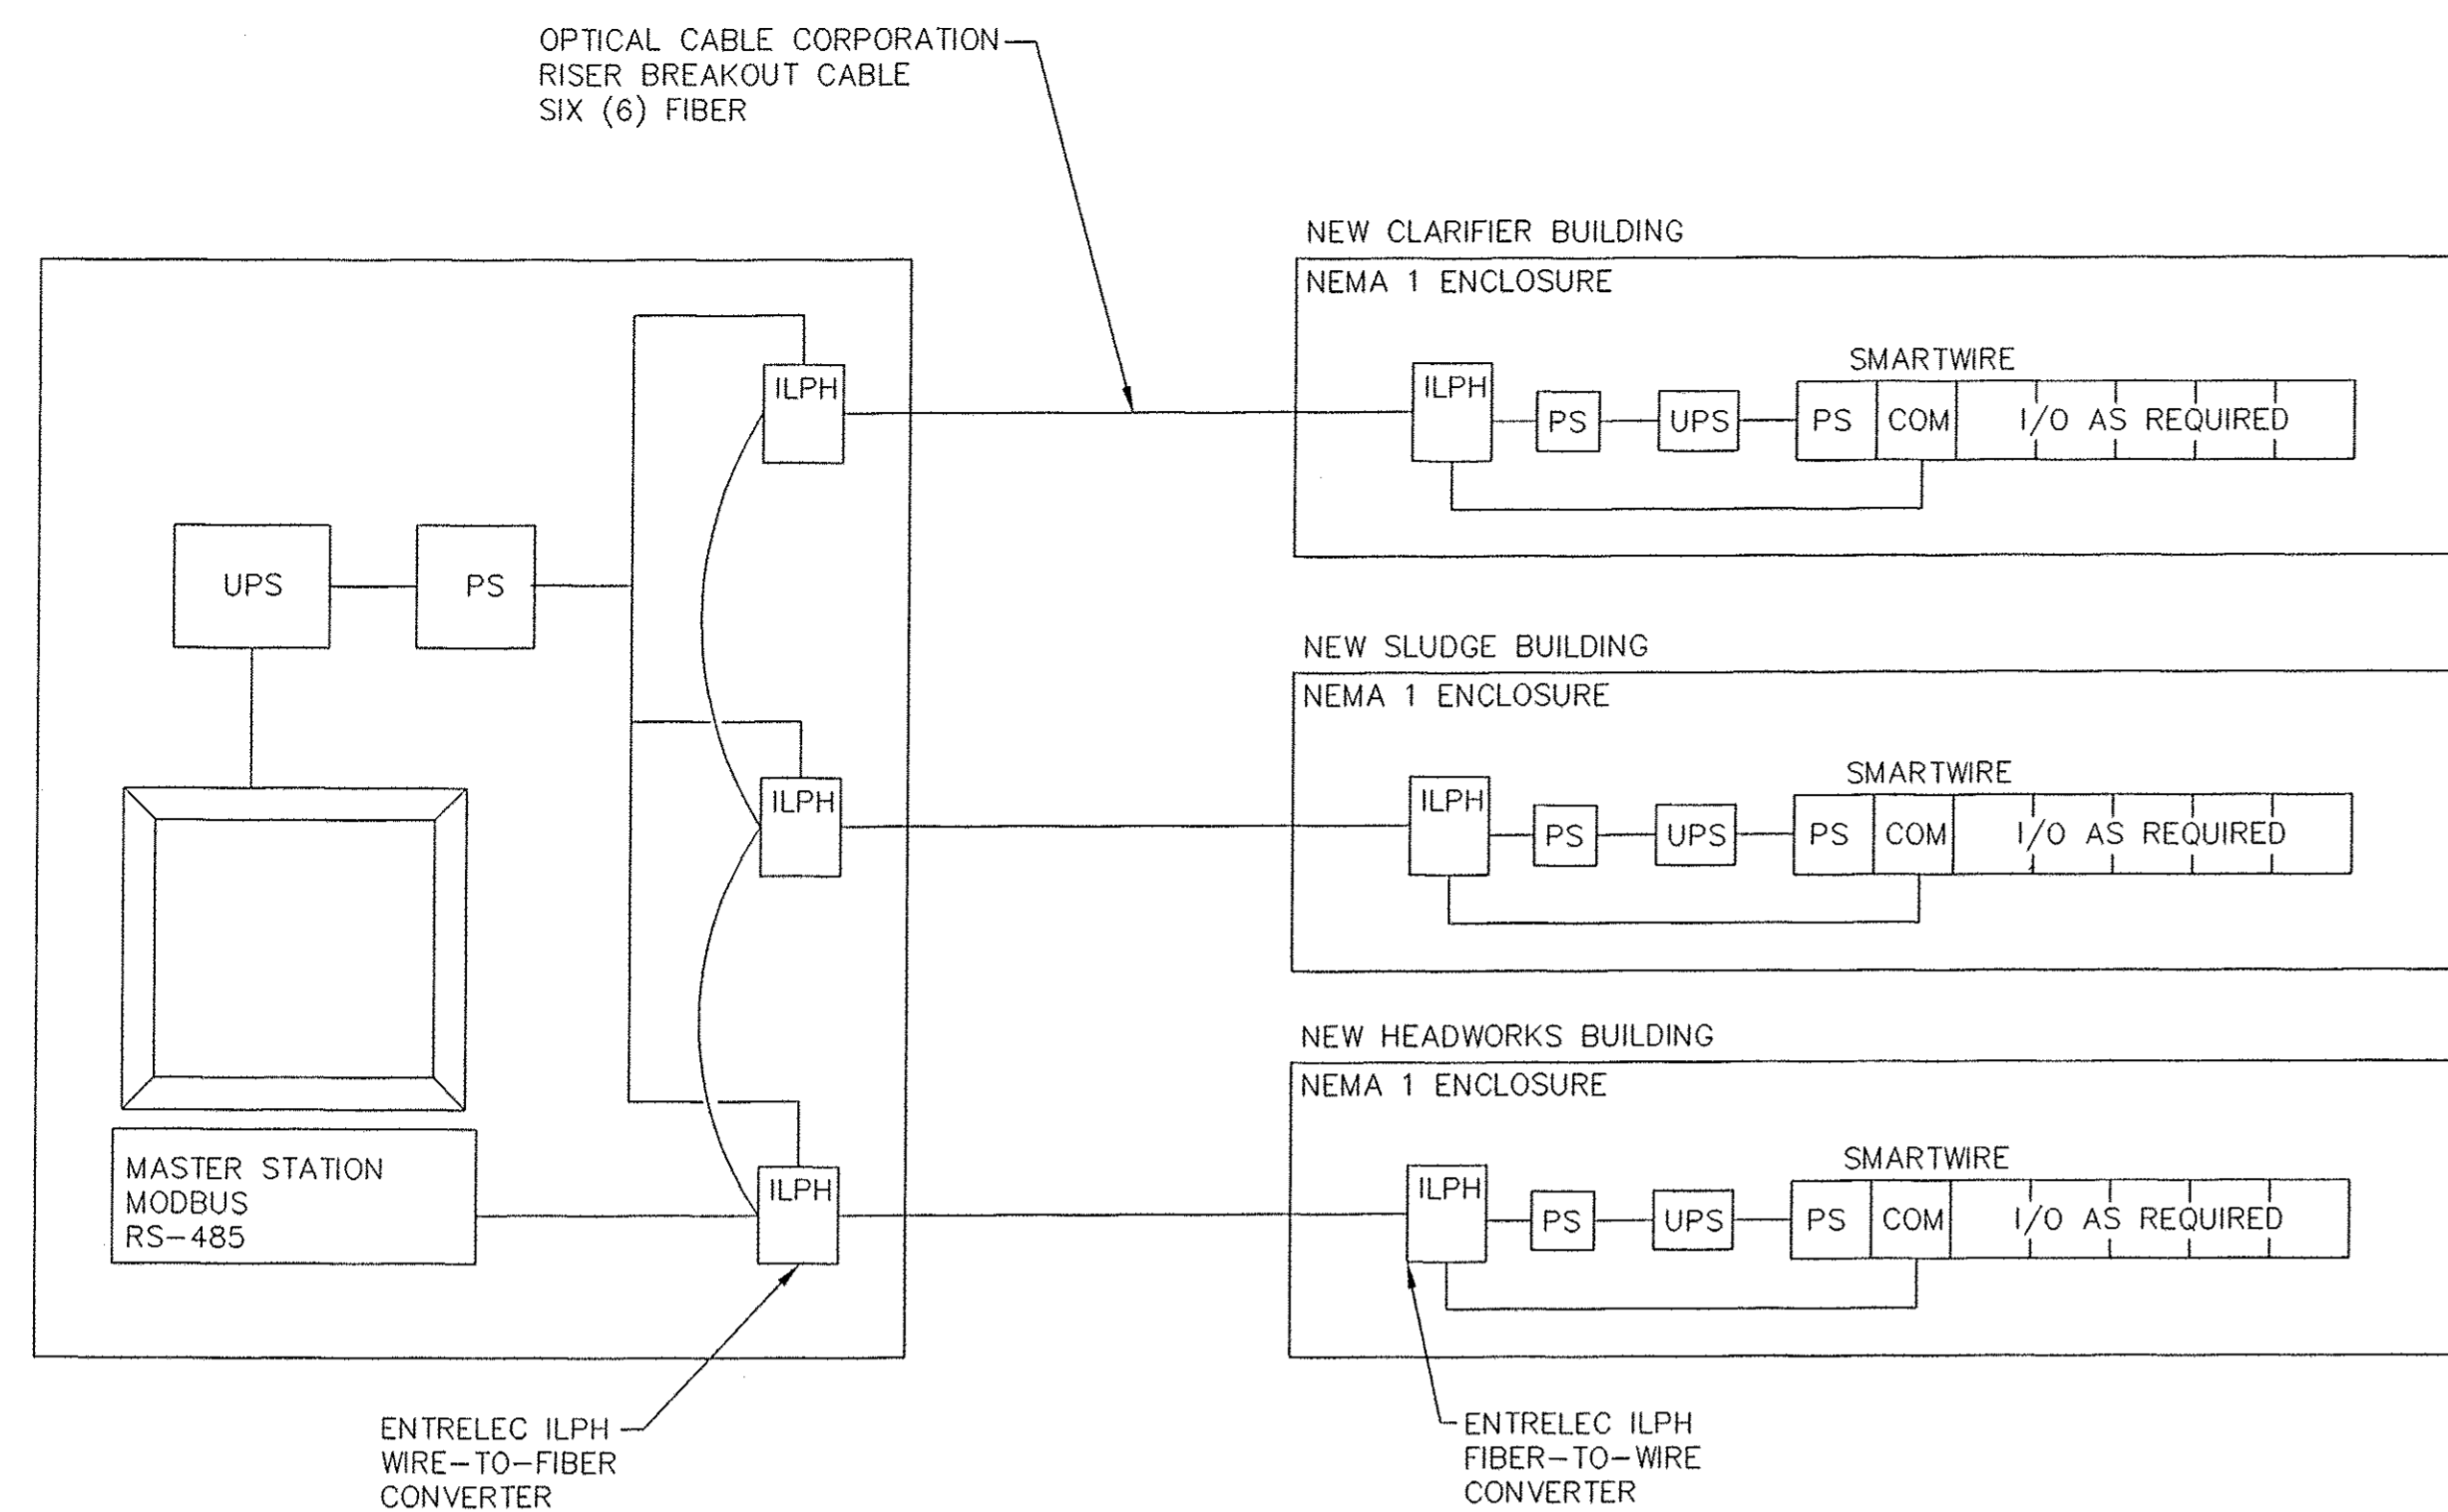 OPTICAL CABLE CORPORATION
RISER BREAKOUT CABLE
SIX (6) FIBER
NEW CLARIFIER BUILDING
NEMA 1 ENCLOSURE
SMARTWIRE
ILPH
ILPH
PS
UPS
PS
COM
I/O AS REQUIRED
UPS
PS
NEW SLUDGE BUILDING
NEMA 1 ENCLOSURE
SMARTWIRE
ILPH
ILPH
PS
UPS
PS
COM
I/O AS REQUIRED
NEW HEADWORKS BUILDING
NEMA 1 ENCLOSURE
SMARTWIRE
MASTER STATION
MODBUS
RS-485
ILPH
ILPH
PS
UPS
PS
COM
I/O AS REQUIRED
ENTRELEC ILPH
WIRE-TO-FIBER
CONVERTER
ENTRELEC ILPH
FIBER-TO-WIRE
CONVERTER